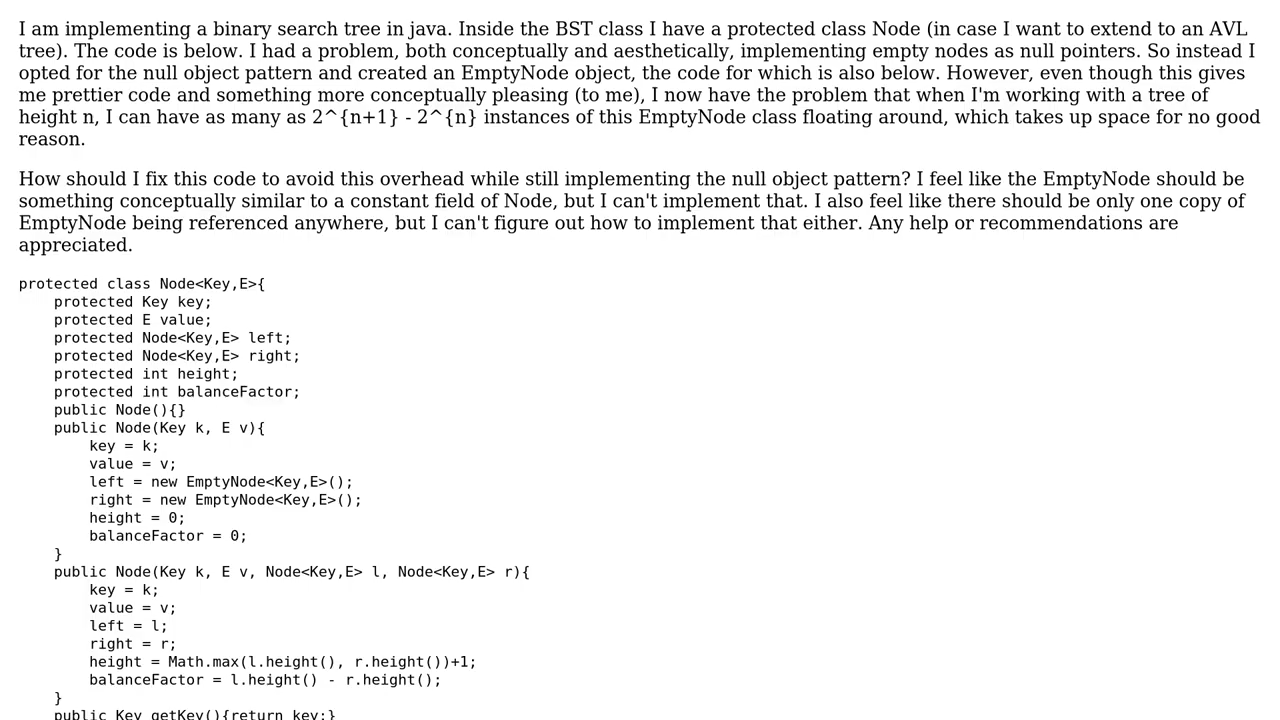 I am implementing a binary search tree in java. Inside the BST class I have a protected class Node (in case I want to extend to an AVL
tree). The code is below. I had a problem, both conceptually and aesthetically, implementing empty nodes as null pointers. So instead I
opted for the null object pattern and created an EmptyNode object, the code for which is also below. However, even though this gives
me prettier code and something more conceptually pleasing (to me), I now have the problem that when I'm working with a tree of
height n, I can have as many as 2^{n+1} - 2^{n} instances of this EmptyNode class floating around, which takes up space for no good
reason.
How should I fix this code to avoid this overhead while still implementing the null object pattern? I feel like the EmptyNode should be
something conceptually similar to a constant field of Node, but I can't implement that. I also feel like there should be only one copy of
EmptyNode being referenced anywhere, but I can't figure out how to implement that either. Any help or recommendations are
appreciated.
protected class Node<Key,E>{
    protected Key key;
    protected E value;
    protected Node<Key,E> left;
    protected Node<Key,E> right;
    protected int height;
    protected int balanceFactor;
    public Node(){}
    public Node(Key k, E v){
        key = k;
        value = v;
        left = new EmptyNode<Key,E>();
        right = new EmptyNode<Key,E>();
        height = 0;
        balanceFactor = 0;
    }
    public Node(Key k, E v, Node<Key,E> l, Node<Key,E> r){
        key = k;
        value = v;
        left = l;
        right = r;
        height = Math.max(l.height(), r.height())+1;
        balanceFactor = l.height() - r.height();
    }
    public Key getKey(){return key;}